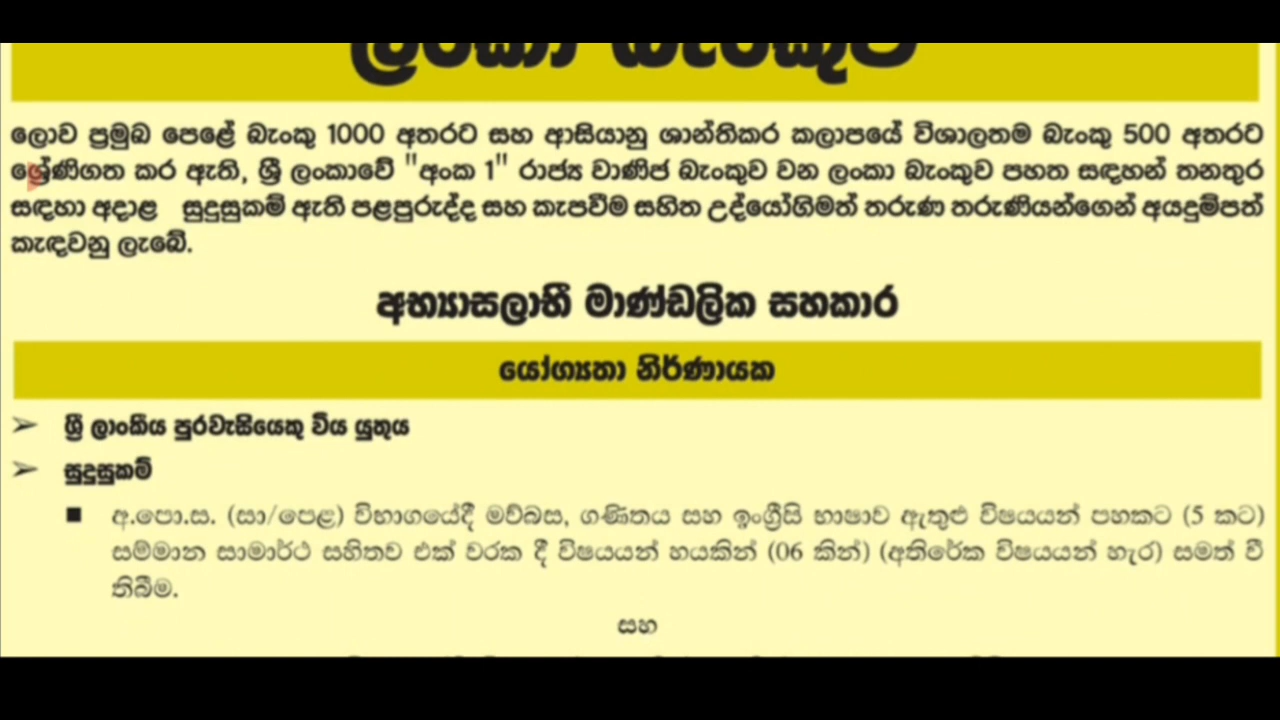 ලංකා බැංකුව
ලොව ප්‍රමුඛ පෙළේ බැංකු 1000 අතරට සහ ආසියානු ශාන්තිකර කලාපයේ විශාලතම බැංකු 500 අතරට
ශ්‍රේණිගත කර ඇති, ශ්‍රී ලංකාවේ "අංක 1" රාජ්‍ය වාණිජ බැංකුව වන ලංකා බැංකුව පහත සඳහන් තනතුර
සඳහා අදාළ සුදුසුකම් ඇති පළපුරුද්ද සහ කැපවීම සහිත උද්යෝගිමත් තරුණ තරුණියන්ගෙන් අයදුම්පත්
කැඳවනු ලැබේ.
අභ්‍යාසලාභී මාණ්ඩලික සහකාර
යෝග්‍යතා නිර්ණායක
➢ ශ්‍රී ලාංකීය පුරවැසියෙකු විය යුතුය
➢ සුදුසුකම්
■ අ.පො.ස. (සා/පෙළ) විභාගයේදී මව්බස, ගණිතය සහ ඉංග්‍රීසි භාෂාව ඇතුළු විෂයයන් පහකට (5 කට)
සම්මාන සාමාර්ථ සහිතව එක් වරක දී විෂයයන් හයකින් (06 කින්) (අතිරේක විෂයයන් හැර) සමත් වී
තිබීම.
සහ